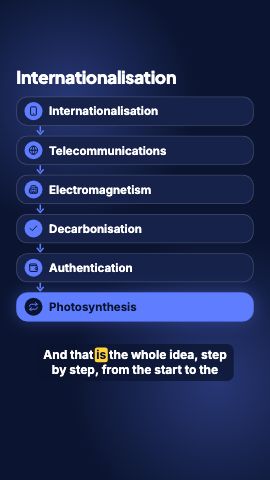 Internationalisation
Internationalisation
Telecommunications
Electromagnetism
Decarbonisation
Authentication
Photosynthesis
And that is the whole idea, step
by step, from the start to the